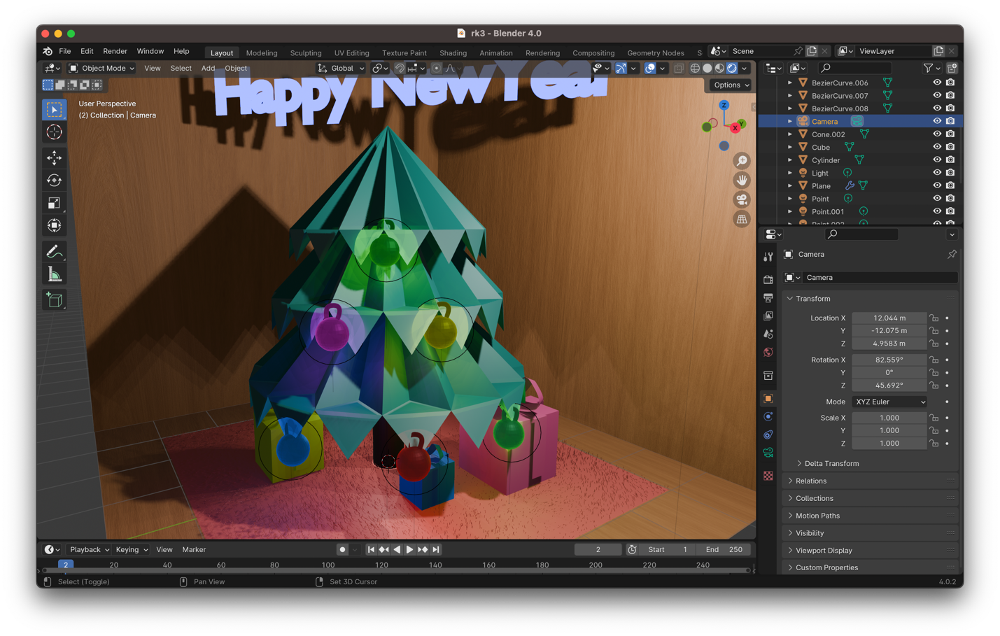 rk3 - Blender 4.0
File Edit Render Window Help Layout Modeling Sculpting UV Editing Texture Paint Shading Animation Rendering Compositing Geometry Nodes S Scene ViewLayer
Object Mode View Select Add Object Global
Options
Happy NewYear
User Perspective
(2) Collection | Camera
Z
Y
X
BezierCurve.006
BezierCurve.007
BezierCurve.008
Camera
Cone.002
Cube
Cylinder
Light
Plane
Point
Point.001
Camera
Camera
Transform
Location X 12.044 m
Y -12.075 m
Z 4.9583 m
Rotation X 82.559°
Y 0°
Z 45.692°
Mode XYZ Euler
Scale X 1.000
Y 1.000
Z 1.000
Delta Transform
Relations
Collections
Motion Paths
Visibility
Viewport Display
Custom Properties
Playback Keying View Marker 2 Start 1 End 250
2 20 40 60 80 100 120 140 160 180 200 220 240
Select (Toggle) Pan View Set 3D Cursor 4.0.2